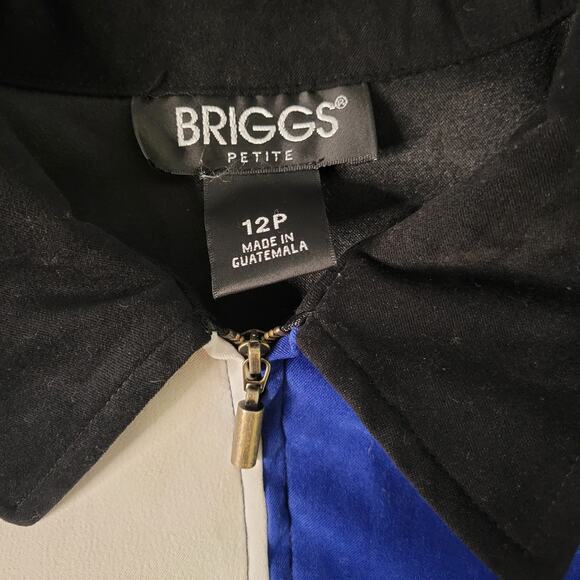 BRIGGS®
PETITE
12P
MADE IN
GUATEMALA